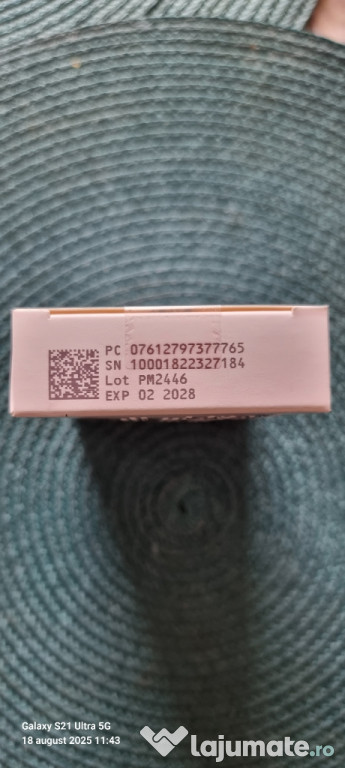 PC 07612797377765
SN 10001822327184
Lot PM2446
EXP 02 2028
Galaxy S21 Ultra 5G
18 august 2025 11:43
lajumate.ro